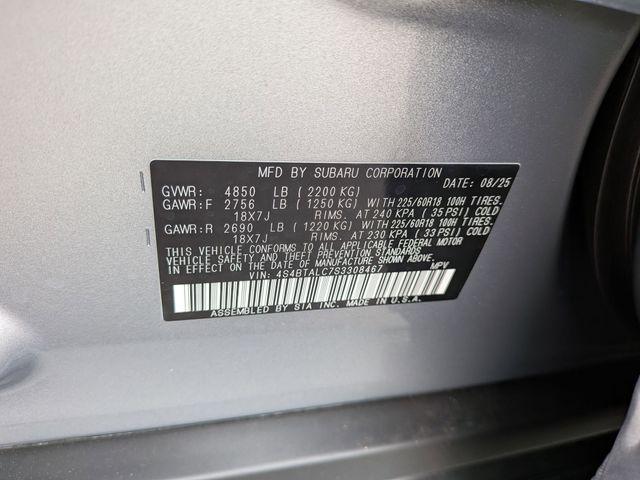 MFD BY SUBARU CORPORATION
DATE: 08/25
GVWR: 4850 LB (2200 KG)
GAWR:F 2756 LB (1250 KG) WITH 225/60R18 100H TIRES.
18X7J RIMS. AT 240 KPA (35 PSI) COLD
GAWR:R 2690 LB (1220 KG) WITH 225/60R18 100H TIRES.
18X7J RIMS. AT 230 KPA (33 PSI) COLD
THIS VEHICLE CONFORMS TO ALL APPLICABLE FEDERAL MOTOR
VEHICLE SAFETY, BUMPER, AND THEFT PREVENTION STANDARDS
IN EFFECT ON THE DATE OF MANUFACTURE SHOWN ABOVE.
VIN: 4S4BTALC7S3308467 MPV
ASSEMBLED BY SIA INC. MADE IN U.S.A.